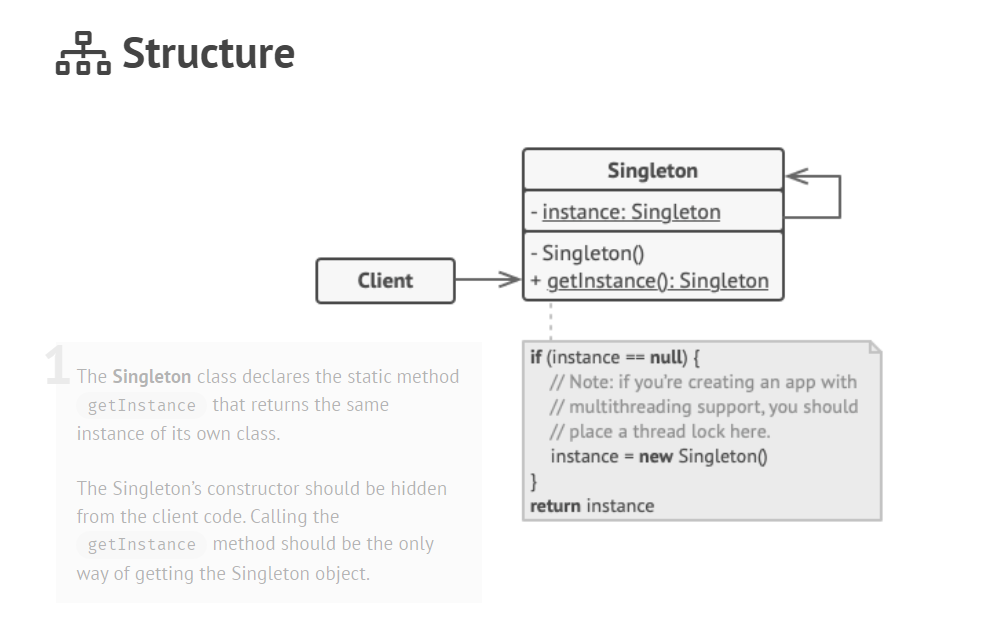 Structure
Singleton
- instance: Singleton
- Singleton()
+ getInstance(): Singleton
Client
1
The Singleton class declares the static method
getInstance that returns the same
instance of its own class.
The Singleton’s constructor should be hidden
from the client code. Calling the
getInstance method should be the only
way of getting the Singleton object.
if (instance == null) {
// Note: if you’re creating an app with
// multithreading support, you should
// place a thread lock here.
instance = new Singleton()
}
return instance